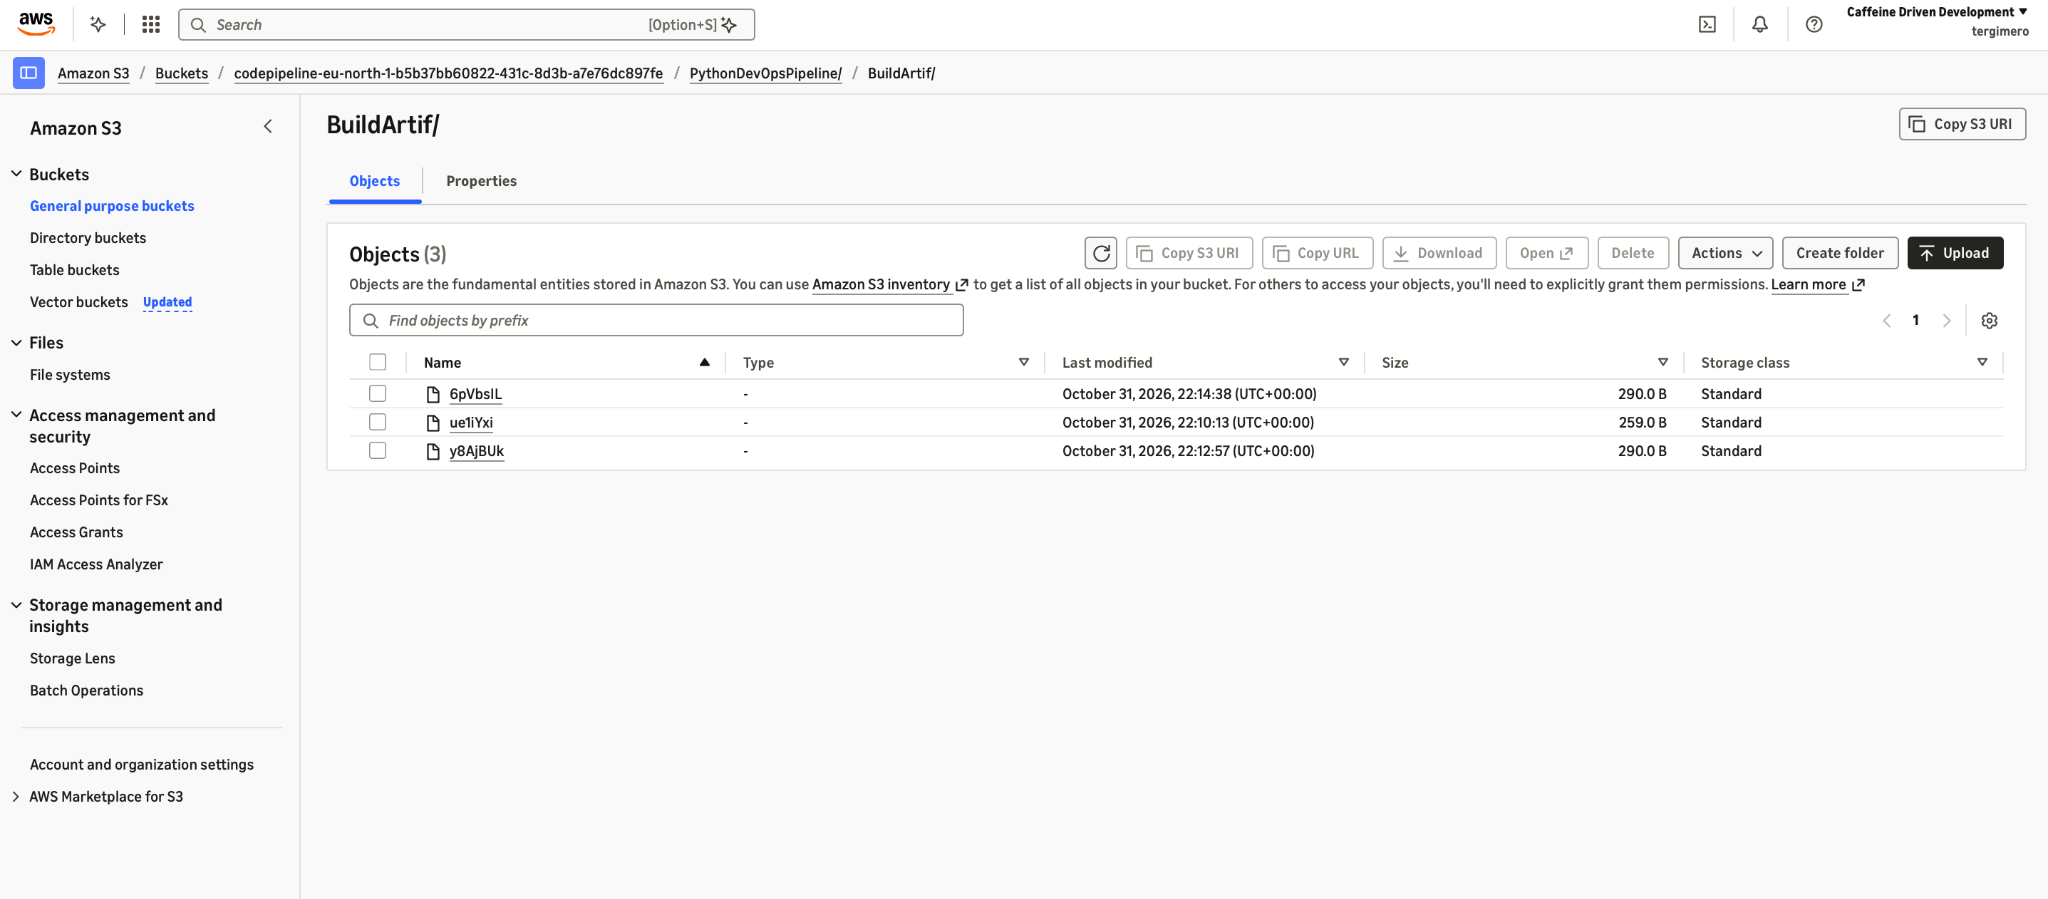 aws
Search [Option+S]
Caffeine Driven Development
tergimero
Amazon S3 / Buckets / codepipeline-eu-north-1-b5b37bb60822-431c-8d3b-a7e76dc897fe / PythonDevOpsPipeline/ / BuildArtif/
Amazon S3
Buckets
General purpose buckets
Directory buckets
Table buckets
Vector buckets Updated
Files
File systems
Access management and
security
Access Points
Access Points for FSx
Access Grants
IAM Access Analyzer
Storage management and
insights
Storage Lens
Batch Operations
Account and organization settings
AWS Marketplace for S3
BuildArtif/
Copy S3 URI
Objects Properties
Objects (3)
Copy S3 URI Copy URL Download Open Delete Actions Create folder Upload
Objects are the fundamental entities stored in Amazon S3. You can use Amazon S3 inventory to get a list of all objects in your bucket. For others to access your objects, you'll need to explicitly grant them permissions. Learn more
Find objects by prefix
1
Name Type Last modified Size Storage class
6pVbsIL - October 31, 2026, 22:14:38 (UTC+00:00) 290.0 B Standard
ue1iYxi - October 31, 2026, 22:10:13 (UTC+00:00) 259.0 B Standard
y8AjBUk - October 31, 2026, 22:12:57 (UTC+00:00) 290.0 B Standard